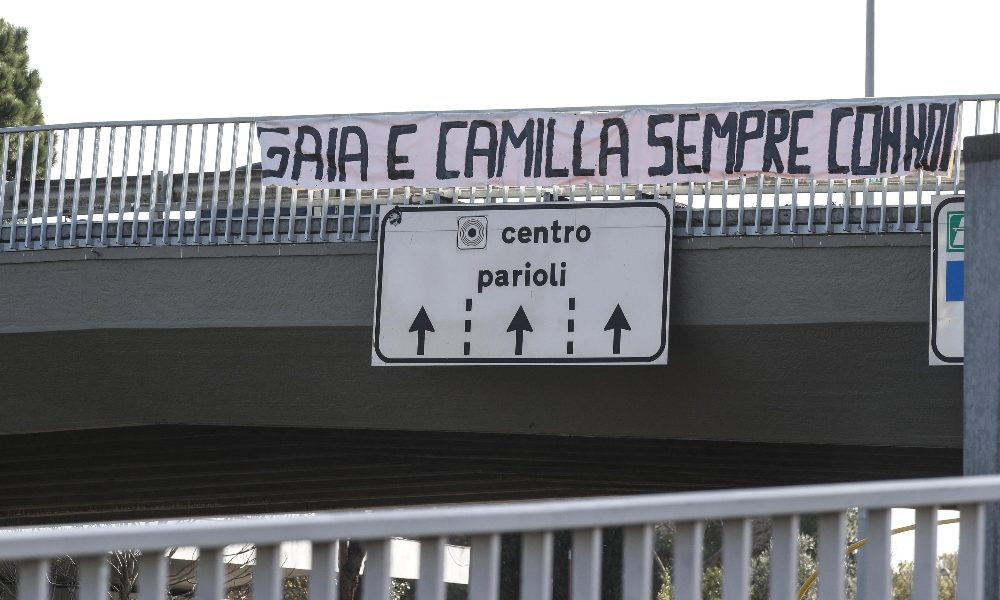 GAIA E CAMILLA SEMPRE CON NOI
centro
parioli